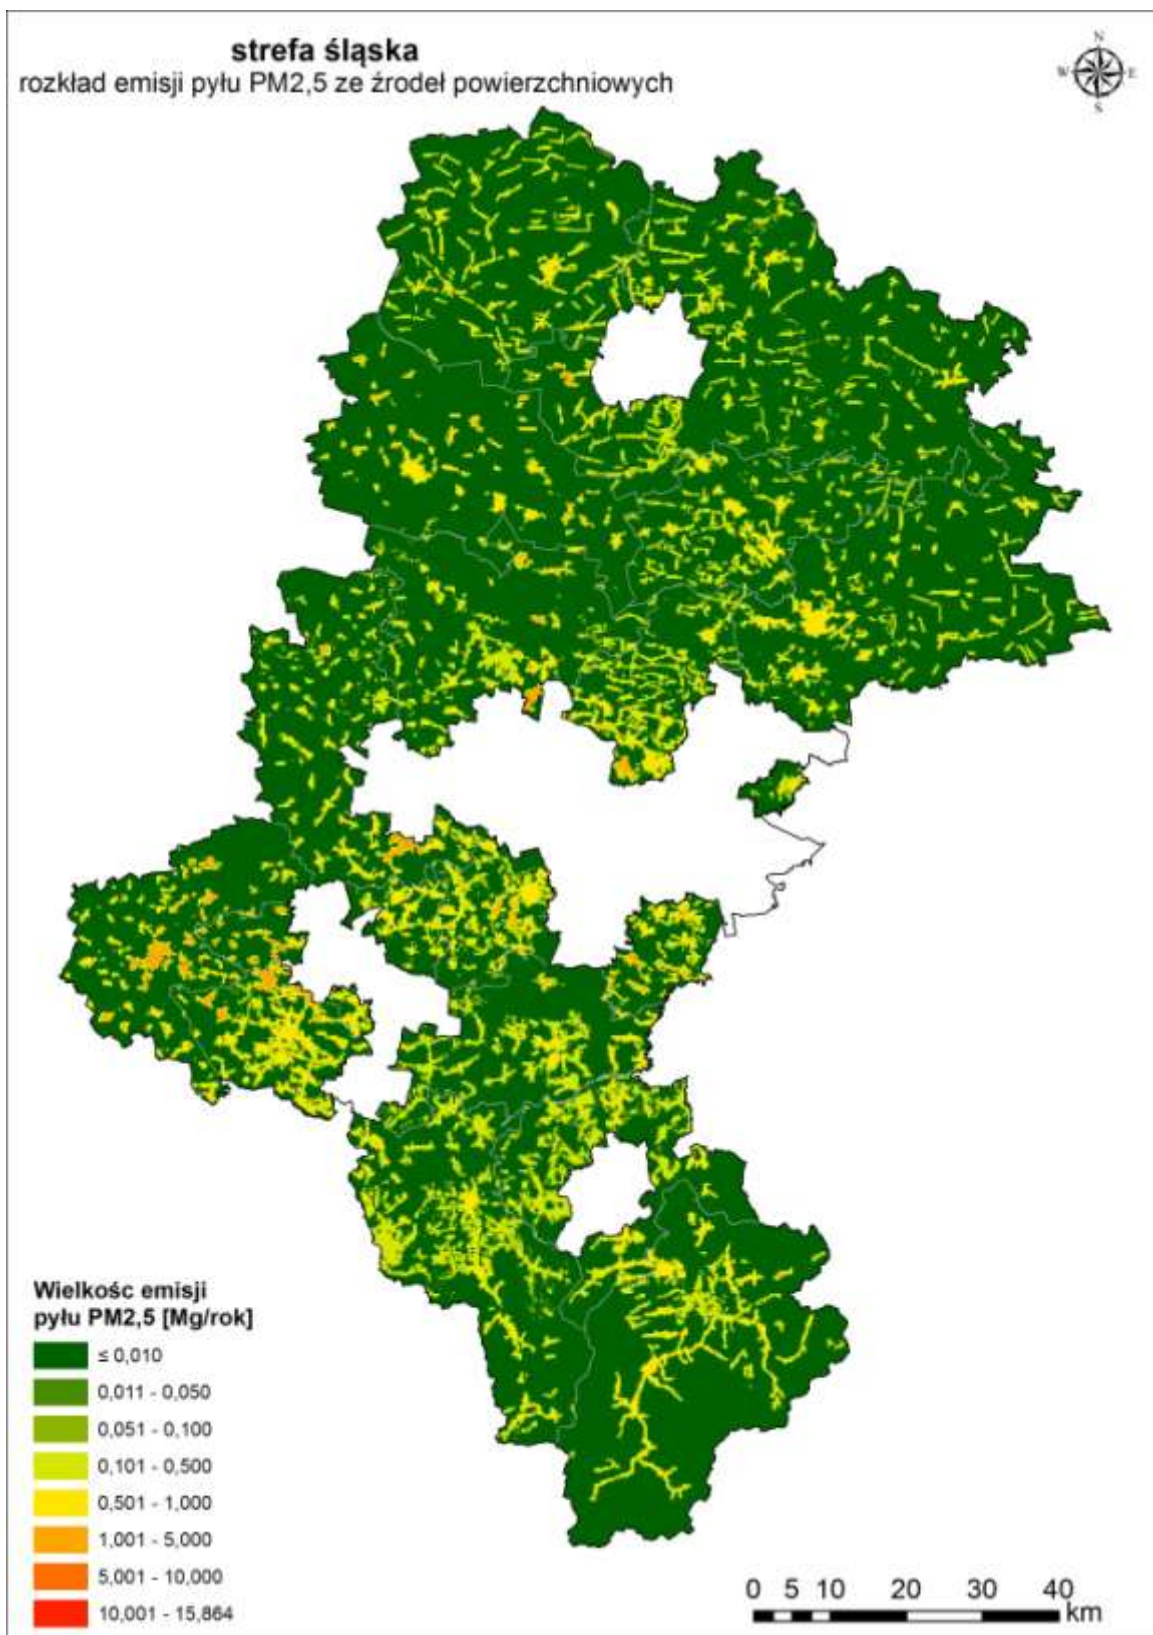 strefa śląska
rozkład emisji pyłu PM2,5 ze źrodeł powierzchniowych
N
W E
S
Wielkośc emisji
pyłu PM2,5 [Mg/rok]
≤ 0,010
0,011 - 0,050
0,051 - 0,100
0,101 - 0,500
0,501 - 1,000
1,001 - 5,000
5,001 - 10,000
10,001 - 15,864
0 5 10 20 30 40
km